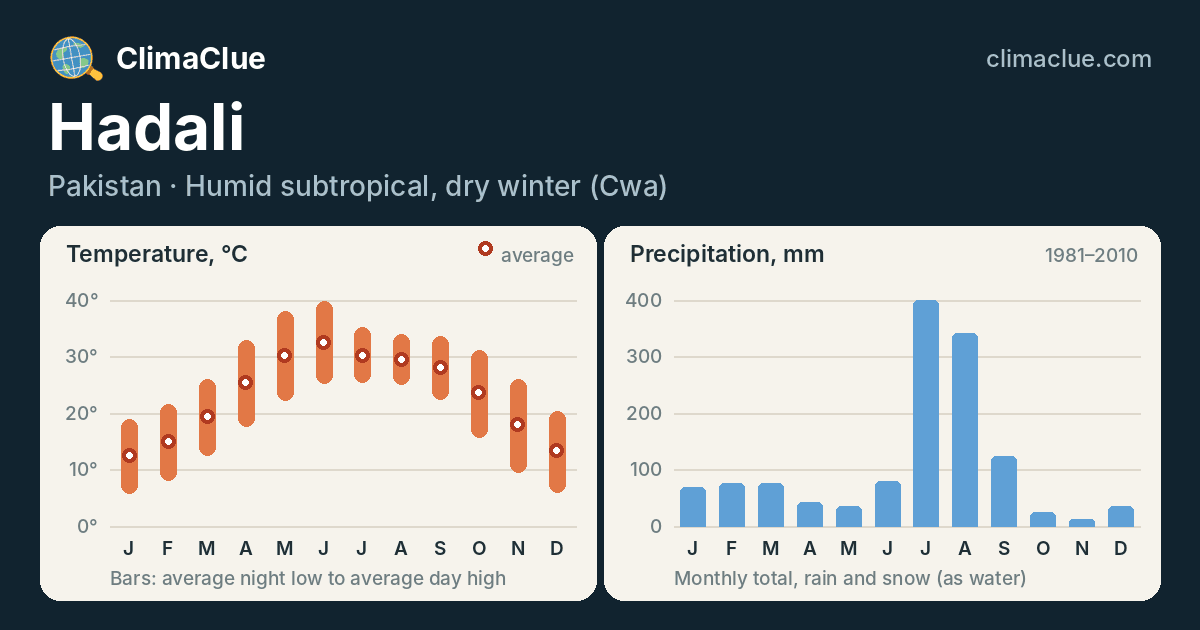 ClimaClue
climaclue.com
Hadali
Pakistan · Humid subtropical, dry winter (Cwa)
Temperature, °C
average
40°
30°
20°
10°
0°
J F M A M J J A S O N D
Bars: average night low to average day high
Precipitation, mm
1981–2010
400
300
200
100
0
J F M A M J J A S O N D
Monthly total, rain and snow (as water)